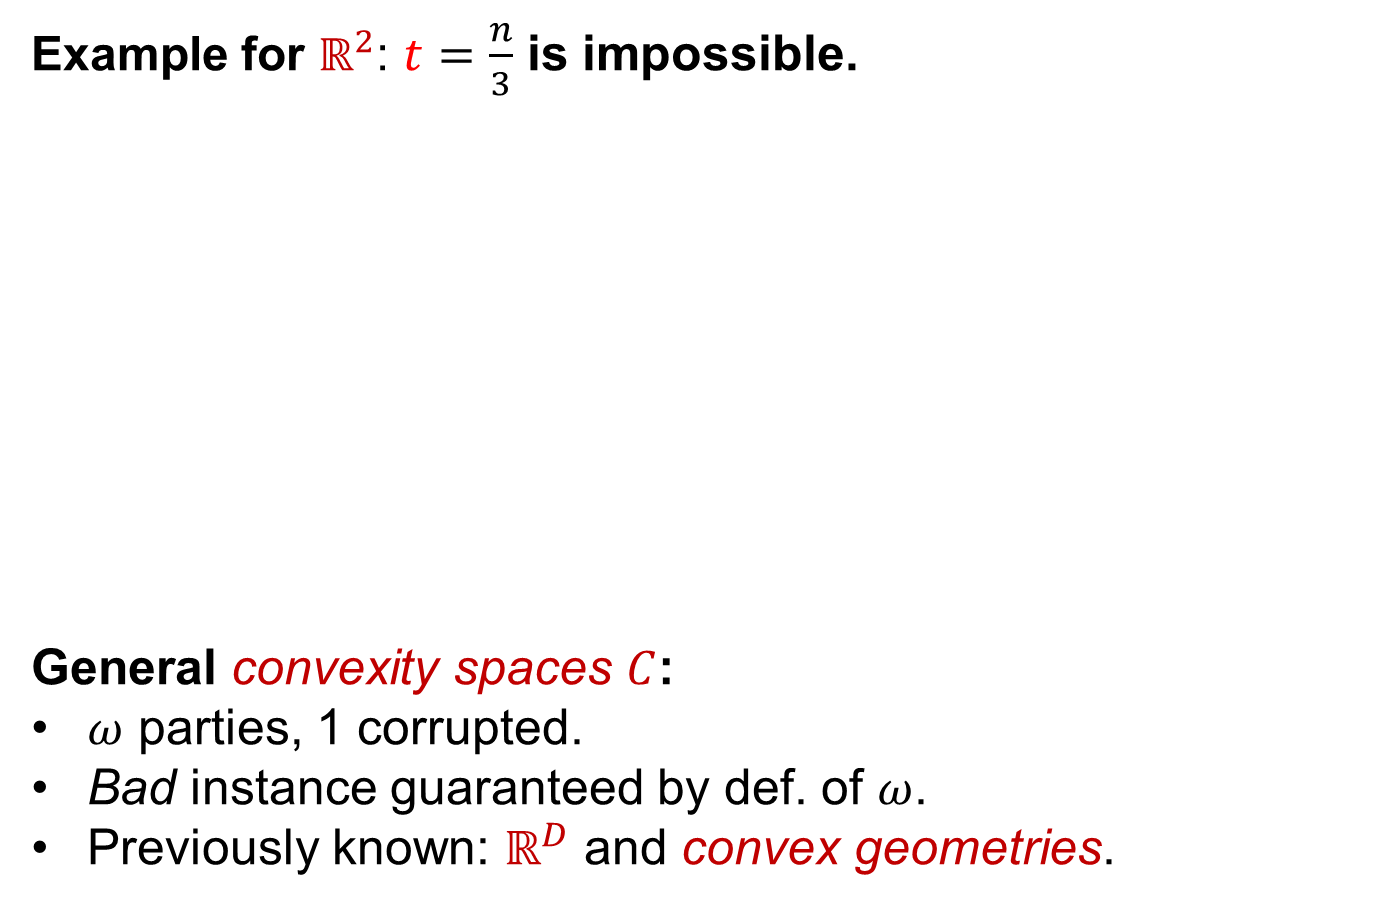 Example for ℝ²: 𝑡 = 𝑛/3 is impossible.
General convexity spaces 𝐶:
• 𝜔 parties, 1 corrupted.
• Bad instance guaranteed by def. of 𝜔.
• Previously known: ℝᴰ and convex geometries.